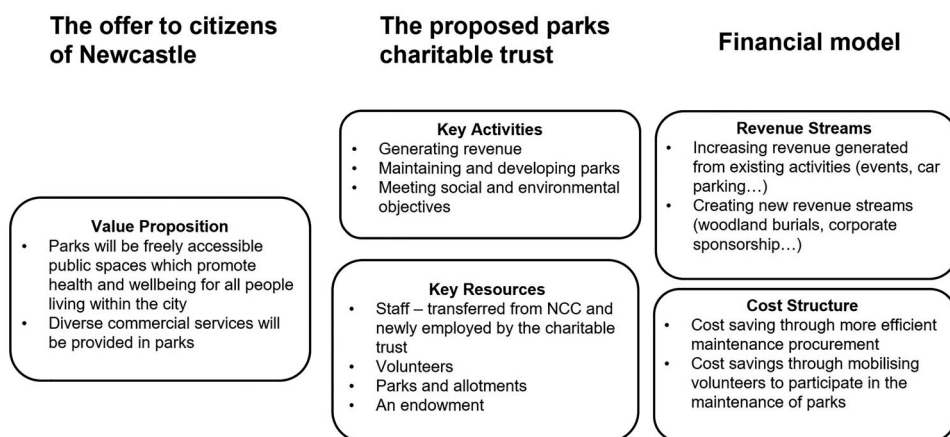 The offer to citizens
of Newcastle
Value Proposition
• Parks will be freely accessible
public spaces which promote
health and wellbeing for all people
living within the city
• Diverse commercial services will
be provided in parks
The proposed parks
charitable trust
Key Activities
• Generating revenue
• Maintaining and developing parks
• Meeting social and environmental
objectives
Key Resources
• Staff – transferred from NCC and
newly employed by the charitable
trust
• Volunteers
• Parks and allotments
• An endowment
Financial model
Revenue Streams
• Increasing revenue generated
from existing activities (events, car
parking…)
• Creating new revenue streams
(woodland burials, corporate
sponsorship…)
Cost Structure
• Cost saving through more efficient
maintenance procurement
• Cost savings through mobilising
volunteers to participate in the
maintenance of parks